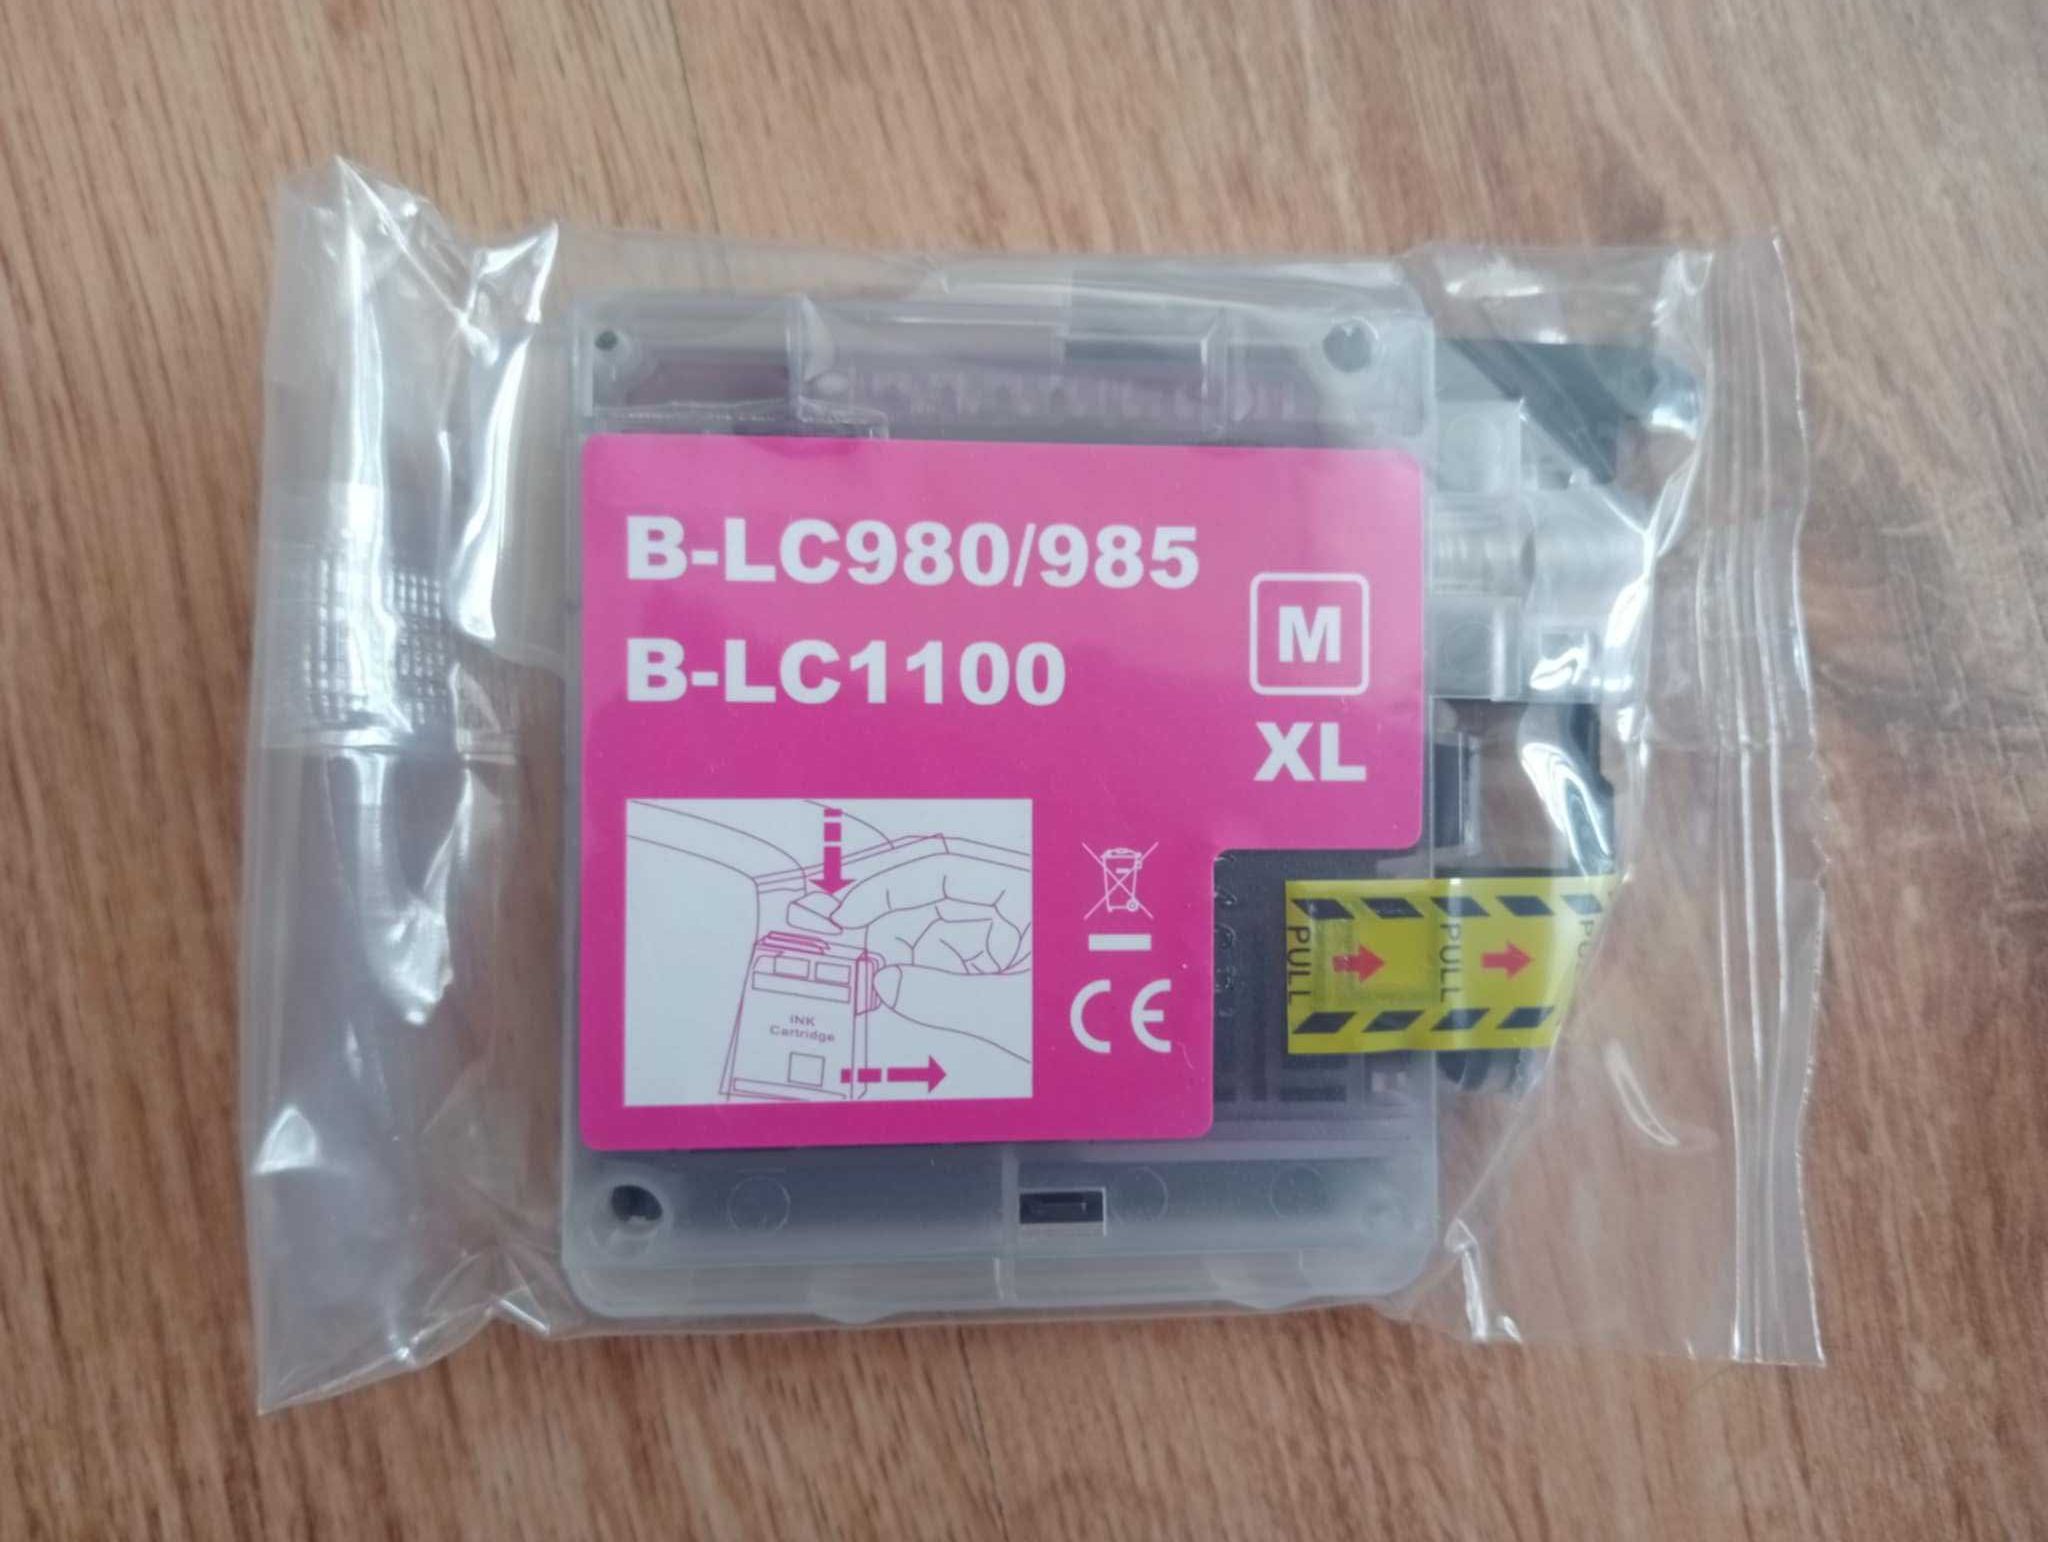 B-LC980/985
B-LC1100
M
XL
INK
Cartridge
CE
PULL
PULL